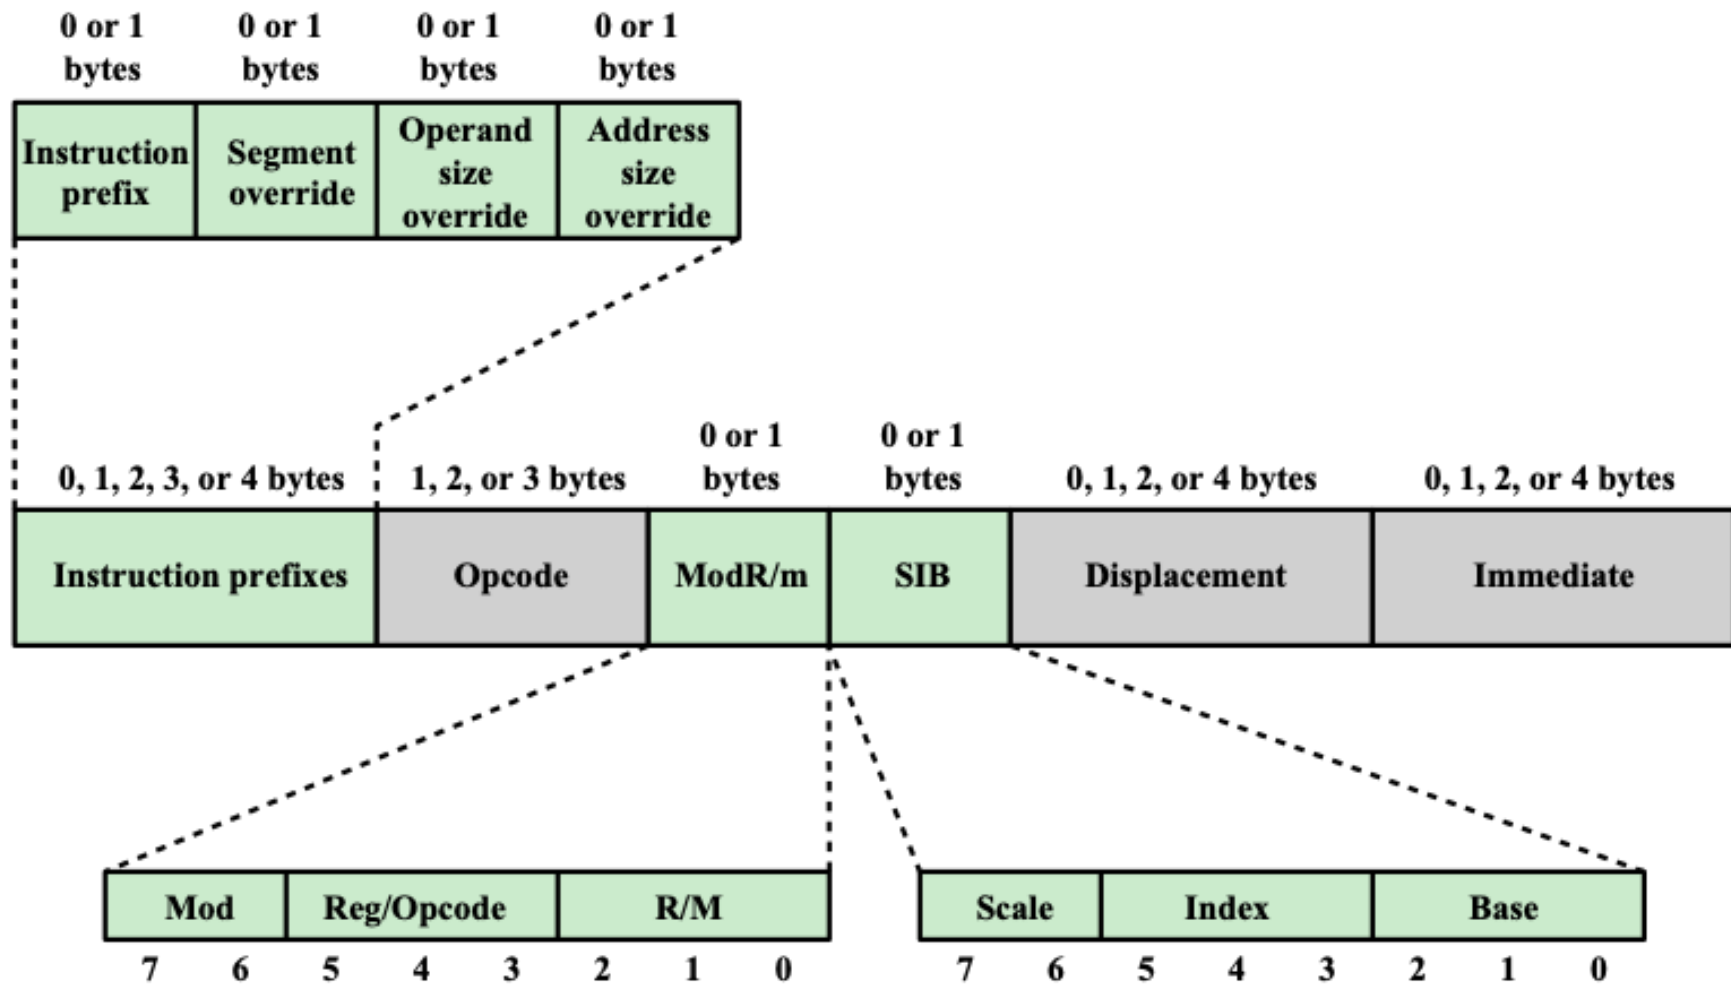 0 or 1 0 or 1 0 or 1 0 or 1
bytes bytes bytes bytes
Instruction prefix
Segment override
Operand size override
Address size override
0 or 1 0 or 1
0, 1, 2, 3, or 4 bytes 1, 2, or 3 bytes bytes bytes 0, 1, 2, or 4 bytes 0, 1, 2, or 4 bytes
Instruction prefixes Opcode ModR/m SIB Displacement Immediate
Mod Reg/Opcode R/M Scale Index Base
7 6 5 4 3 2 1 0 7 6 5 4 3 2 1 0